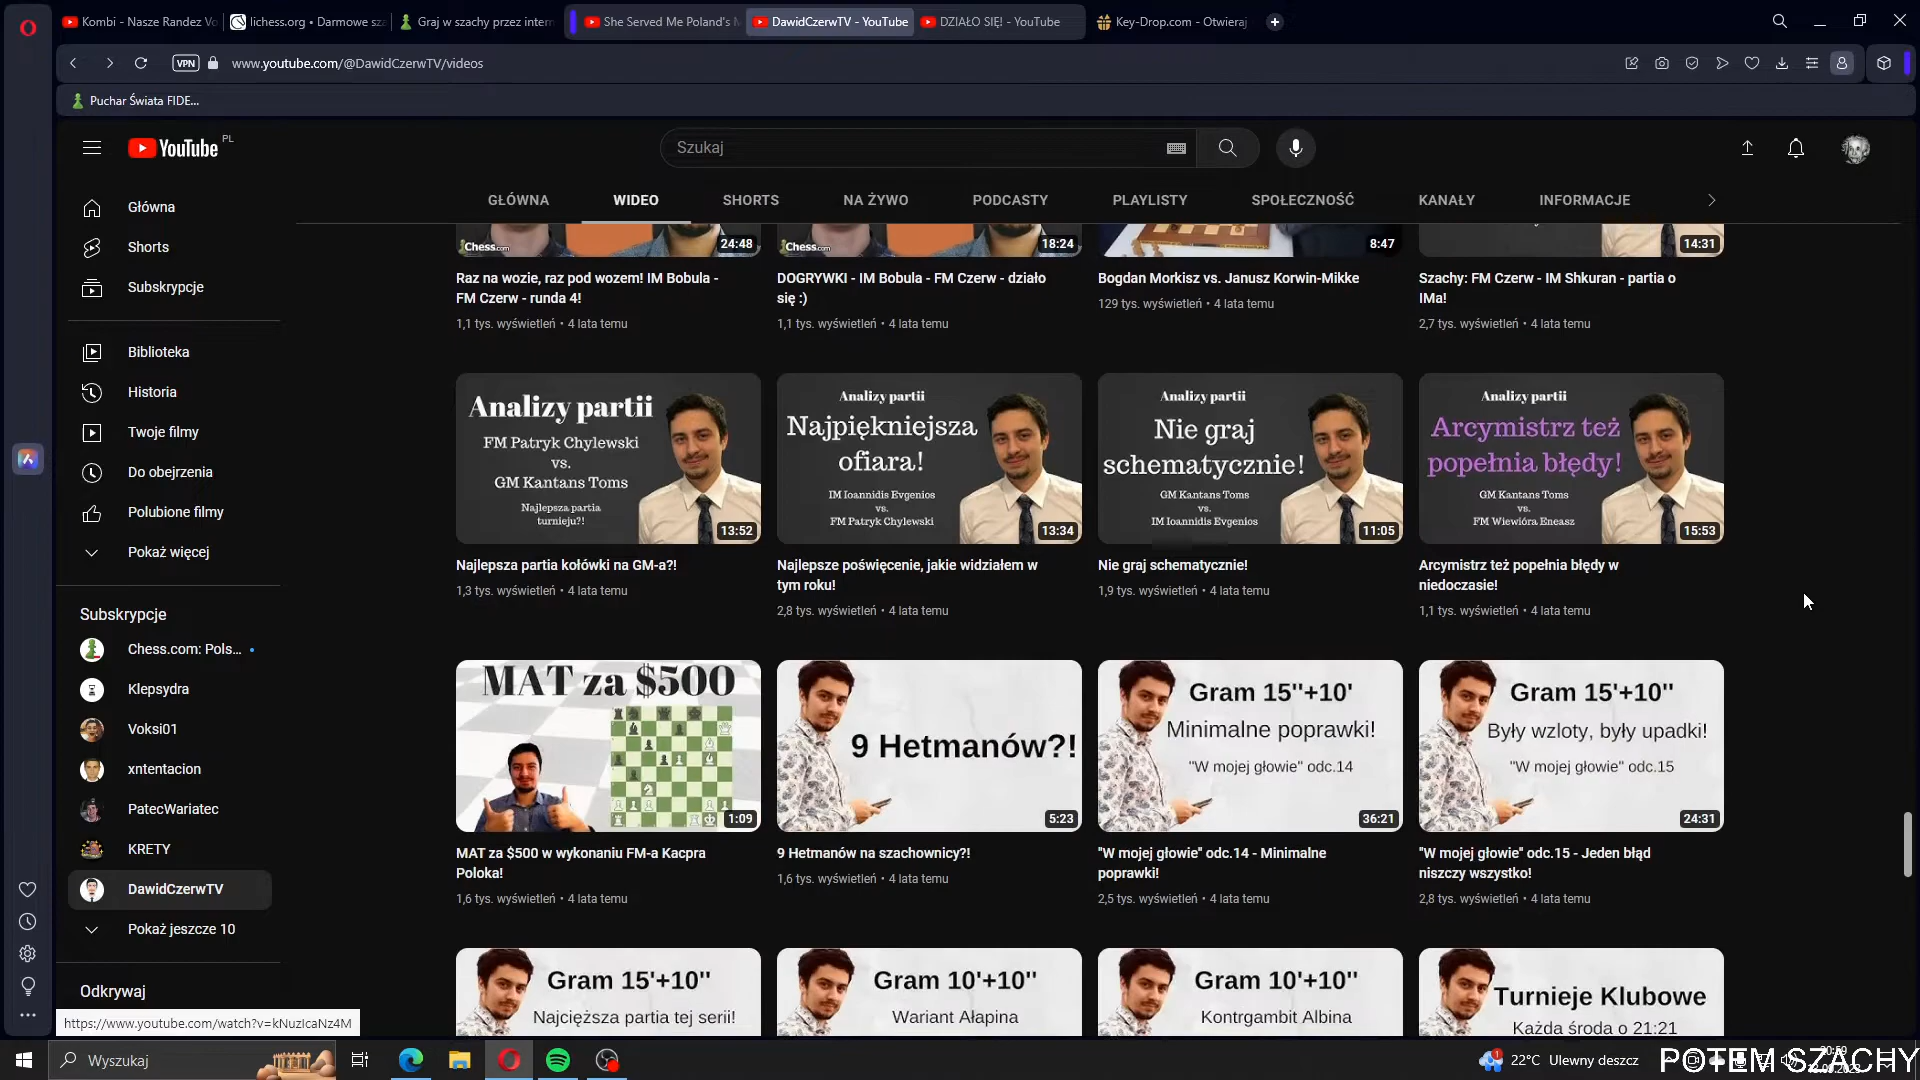 Kombi - Nasze Randez Vo
lichess.org • Darmowe sza
Graj w szachy przez intern
She Served Me Poland's M
DawidCzerwTV - YouTube
DZIAŁO SIĘ! - YouTube
Key-Drop.com - Otwieraj
VPN
www.youtube.com/@DawidCzerwTV/videos
Puchar Świata FIDE...
YouTube PL
Szukaj
GŁÓWNA
WIDEO
SHORTS
NA ŻYWO
PODCASTY
PLAYLISTY
SPOŁECZNOŚĆ
KANAŁY
INFORMACJE
Główna
Shorts
Subskrypcje
Biblioteka
Historia
Twoje filmy
Do obejrzenia
Polubione filmy
Pokaż więcej
Subskrypcje
Chess.com: Pols...
Klepsydra
Voksi01
xntentacion
PatecWariatec
KRETY
DawidCzerwTV
Pokaż jeszcze 10
Odkrywaj
Chess.com
24:48
Raz na wozie, raz pod wozem! IM Bobula -
FM Czerw - runda 4!
1,1 tys. wyświetleń • 4 lata temu
Chess.com
18:24
DOGRYWKI - IM Bobula - FM Czerw - działo
się :)
1,1 tys. wyświetleń • 4 lata temu
8:47
Bogdan Morkisz vs. Janusz Korwin-Mikke
129 tys. wyświetleń • 4 lata temu
14:31
Szachy: FM Czerw - IM Shkuran - partia o
IMa!
2,7 tys. wyświetleń • 4 lata temu
Analizy partii
FM Patryk Chylewski
vs.
GM Kantans Toms
Najlepsza partia
turnieju?!
13:52
Najlepsza partia kołówki na GM-a?!
1,3 tys. wyświetleń • 4 lata temu
Analizy partii
Najpiękniejsza
ofiara!
IM Ioannidis Evgenios
vs.
FM Patryk Chylewski
13:34
Najlepsze poświęcenie, jakie widziałem w
tym roku!
2,8 tys. wyświetleń • 4 lata temu
Analizy partii
Nie graj
schematycznie!
GM Kantans Toms
vs.
IM Ioannidis Evgenios
11:05
Nie graj schematycznie!
1,9 tys. wyświetleń • 4 lata temu
Analizy partii
Arcymistrz też
popełnia błędy!
GM Kantans Toms
vs.
FM Wiewióra Eneasz
15:53
Arcymistrz też popełnia błędy w
niedoczasie!
1,1 tys. wyświetleń • 4 lata temu
MAT za $500
1:09
MAT za $500 w wykonaniu FM-a Kacpra
Poloka!
1,6 tys. wyświetleń • 4 lata temu
9 Hetmanów?!
5:23
9 Hetmanów na szachownicy?!
1,6 tys. wyświetleń • 4 lata temu
Gram 15''+10'
Minimalne poprawki!
"W mojej głowie" odc.14
36:21
"W mojej głowie" odc.14 - Minimalne
poprawki!
2,5 tys. wyświetleń • 4 lata temu
Gram 15'+10''
Były wzloty, były upadki!
"W mojej głowie" odc.15
24:31
"W mojej głowie" odc.15 - Jeden błąd
niszczy wszystko!
2,8 tys. wyświetleń • 4 lata temu
Gram 15'+10''
Najcięższa partia tej serii!
Gram 10'+10''
Wariant Ałapina
Gram 10'+10''
Kontrgambit Albina
Turnieje Klubowe
Każda środa o 21:21
https://www.youtube.com/watch?v=kNuzIcaNz4M
Wyszukaj
1
22°C Ulewny deszcz
POTEM SZACHY